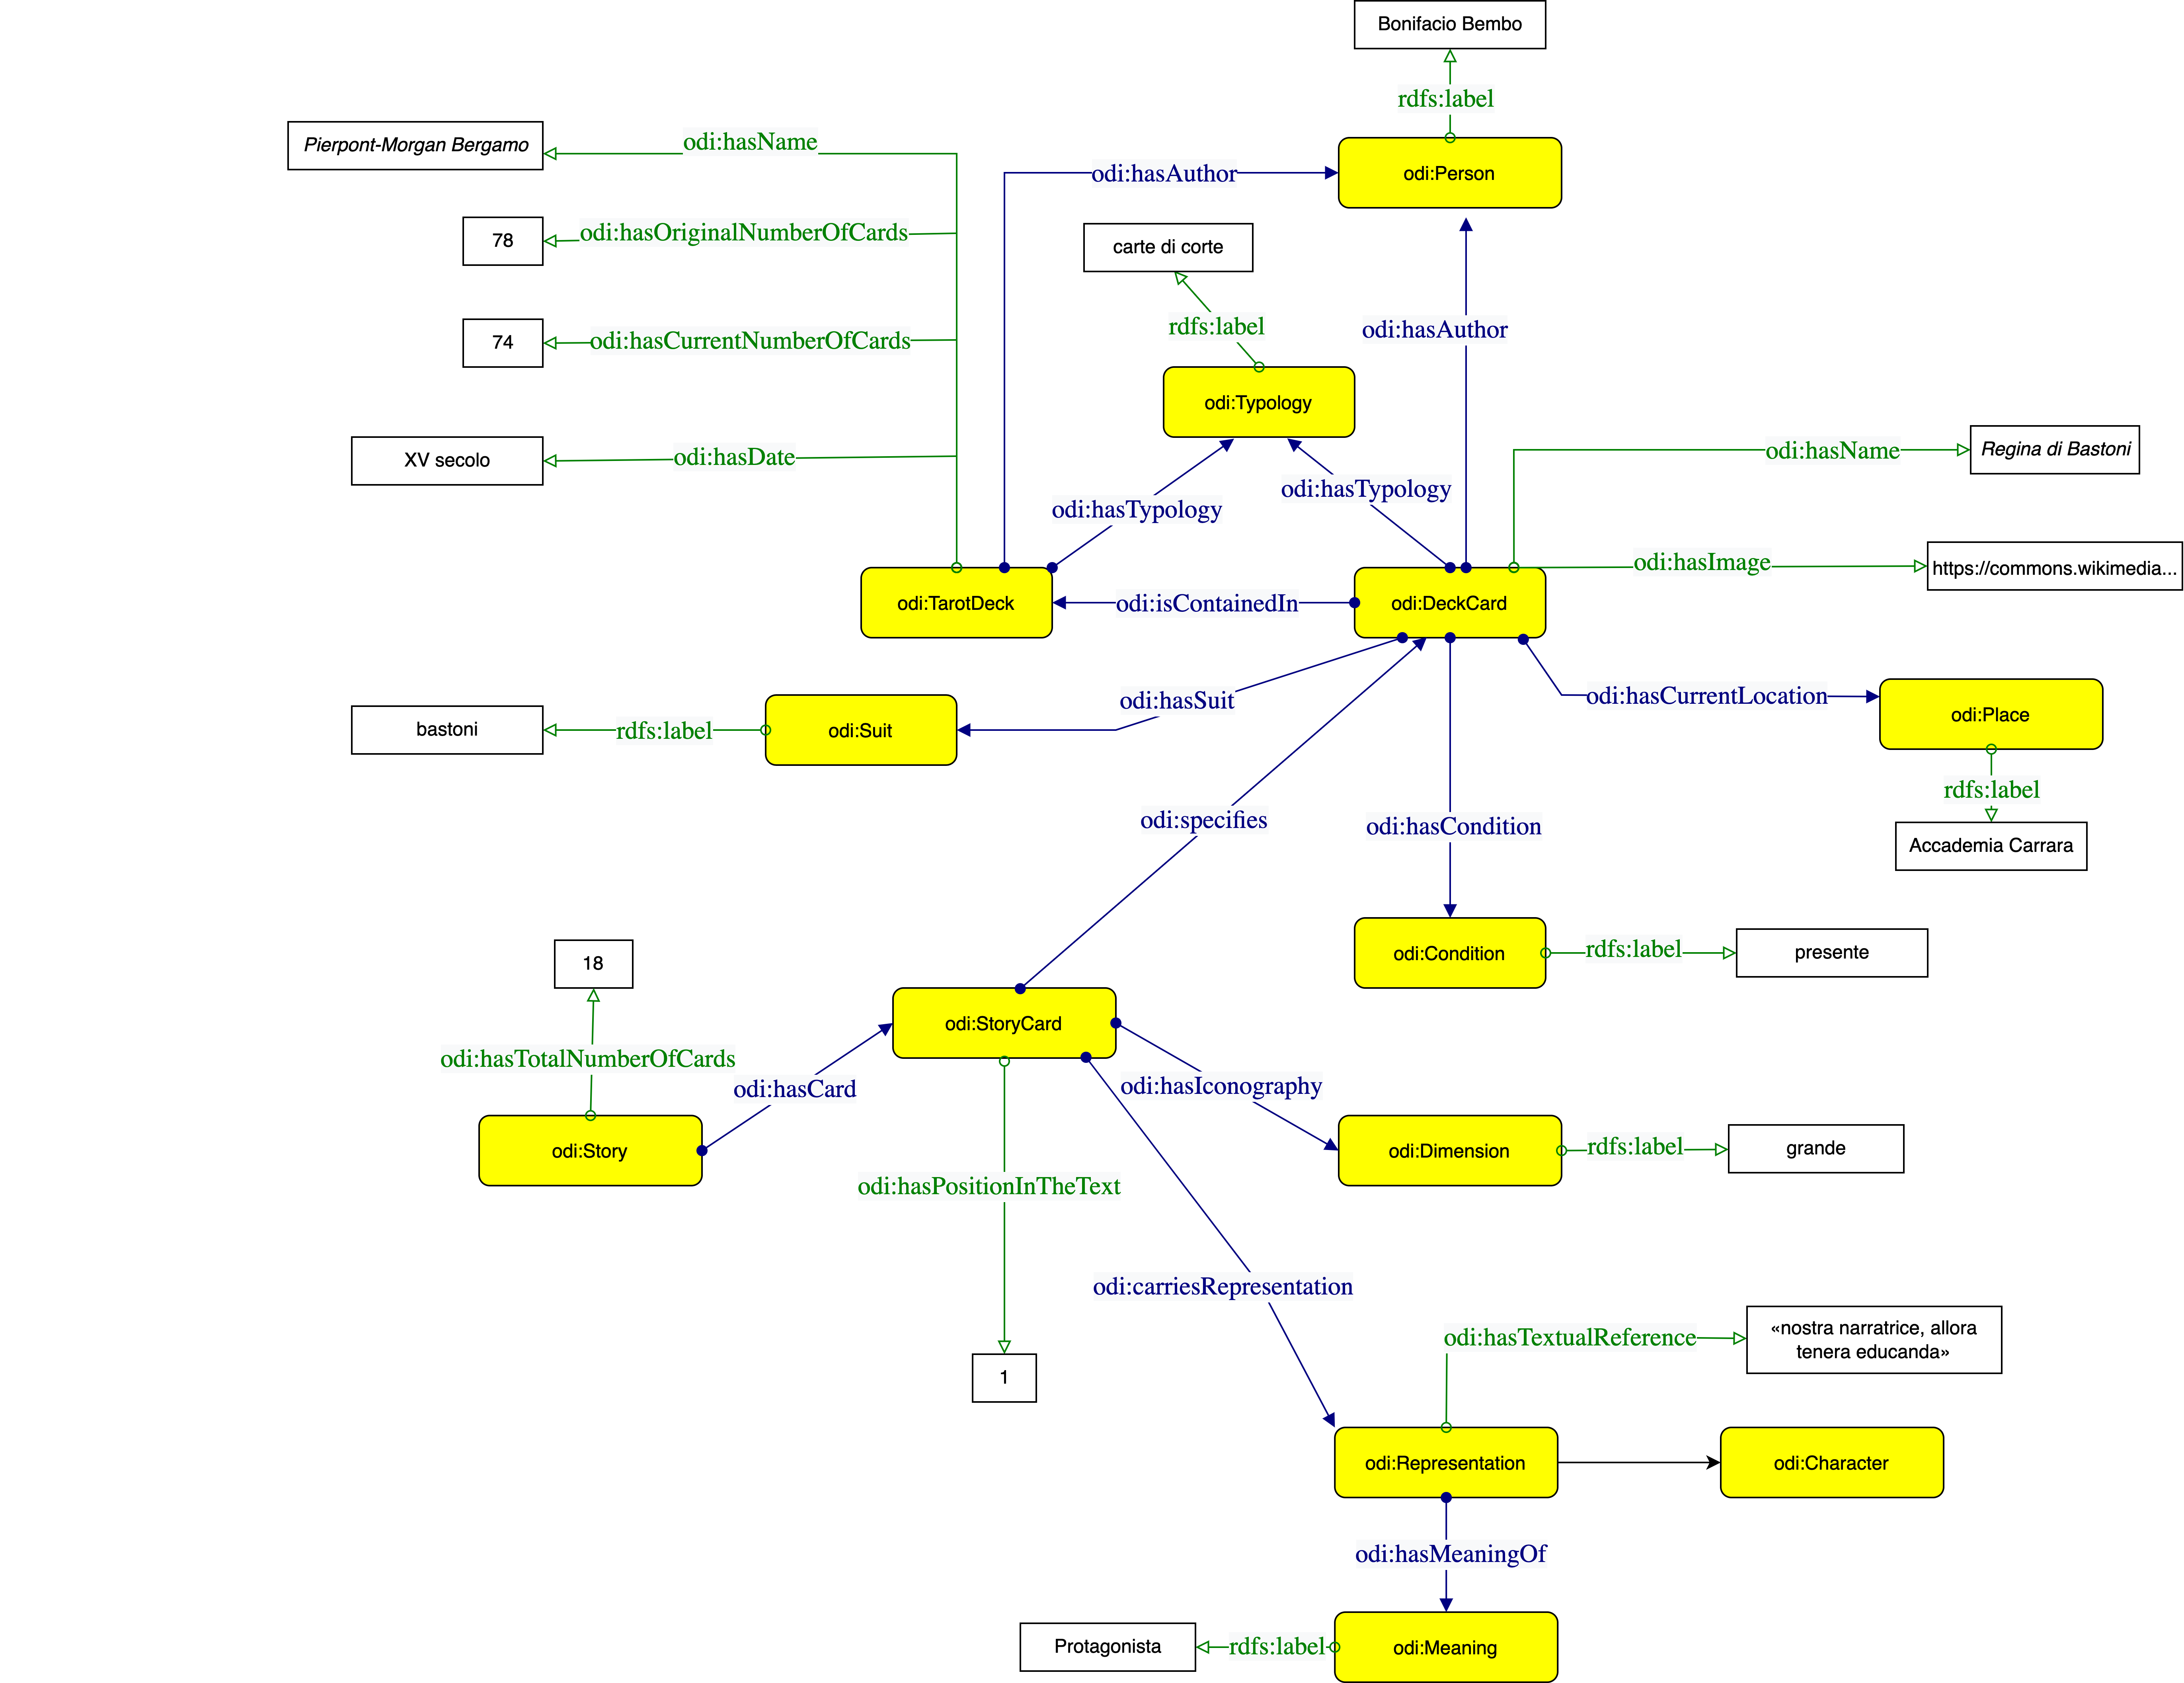 Bonifacio Bembo
rdfs:label
Pierpont-Morgan Bergamo
odi:hasName
odi:hasAuthor
odi:Person
78
odi:hasOriginalNumberOfCards
carte di corte
rdfs:label
odi:hasAuthor
74
odi:hasCurrentNumberOfCards
odi:Typology
XV secolo
odi:hasDate
odi:hasName
Regina di Bastoni
odi:hasTypology
odi:hasTypology
odi:hasImage
https://commons.wikimedia...
odi:TarotDeck
odi:isContainedIn
odi:DeckCard
odi:hasSuit
odi:hasCurrentLocation
odi:Place
bastoni
rdfs:label
odi:Suit
rdfs:label
odi:specifies
odi:hasCondition
Accademia Carrara
18
odi:Condition
rdfs:label
presente
odi:StoryCard
odi:hasTotalNumberOfCards
odi:hasCard
odi:hasIconography
odi:Story
odi:Dimension
rdfs:label
grande
odi:hasPositionInTheText
odi:carriesRepresentation
odi:hasTextualReference
«nostra narratrice, allora
tenera educanda»
1
odi:Representation
odi:Character
odi:hasMeaningOf
Protagonista
rdfs:label
odi:Meaning